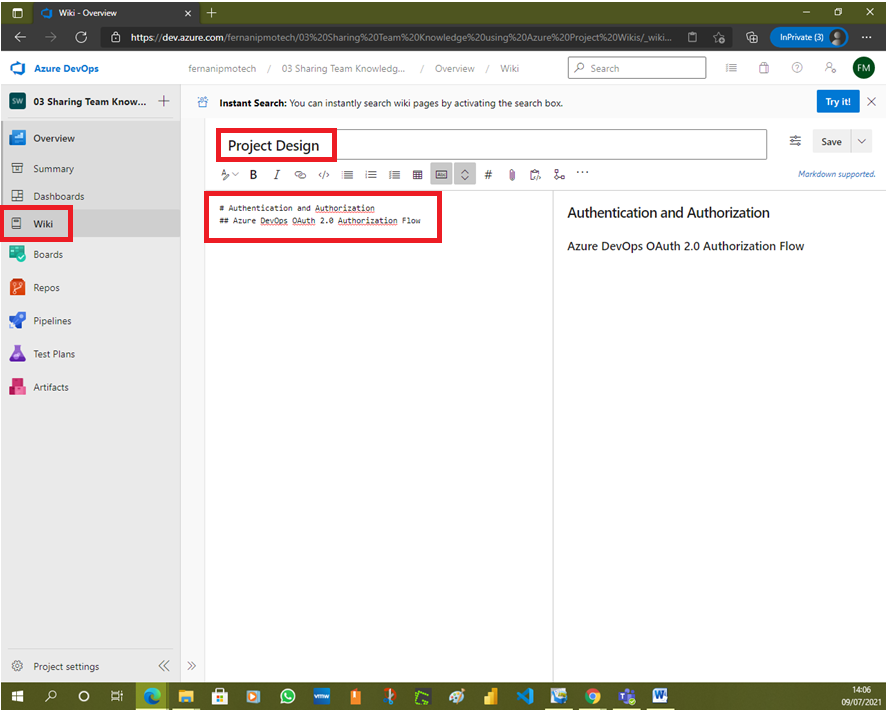 Wiki - Overview
https://dev.azure.com/fernanipmotech/03%20Sharing%20Team%20Knowledge%20using%20Azure%20Project%20Wikis/_wiki...
InPrivate (3)
Azure DevOps
fernanipmotech / 03 Sharing Team Knowledg... / Overview / Wiki
Search
FM
SW 03 Sharing Team Know... +
Instant Search: You can instantly search wiki pages by activating the search box.
Try it!
Overview
Summary
Dashboards
Wiki
Boards
Repos
Pipelines
Test Plans
Artifacts
Project settings
Project Design
Save
B I </> # ...
Markdown supported.
# Authentication and Authorization
## Azure DevOps OAuth 2.0 Authorization Flow
Authentication and Authorization
Azure DevOps OAuth 2.0 Authorization Flow
vmw
14:06
09/07/2021